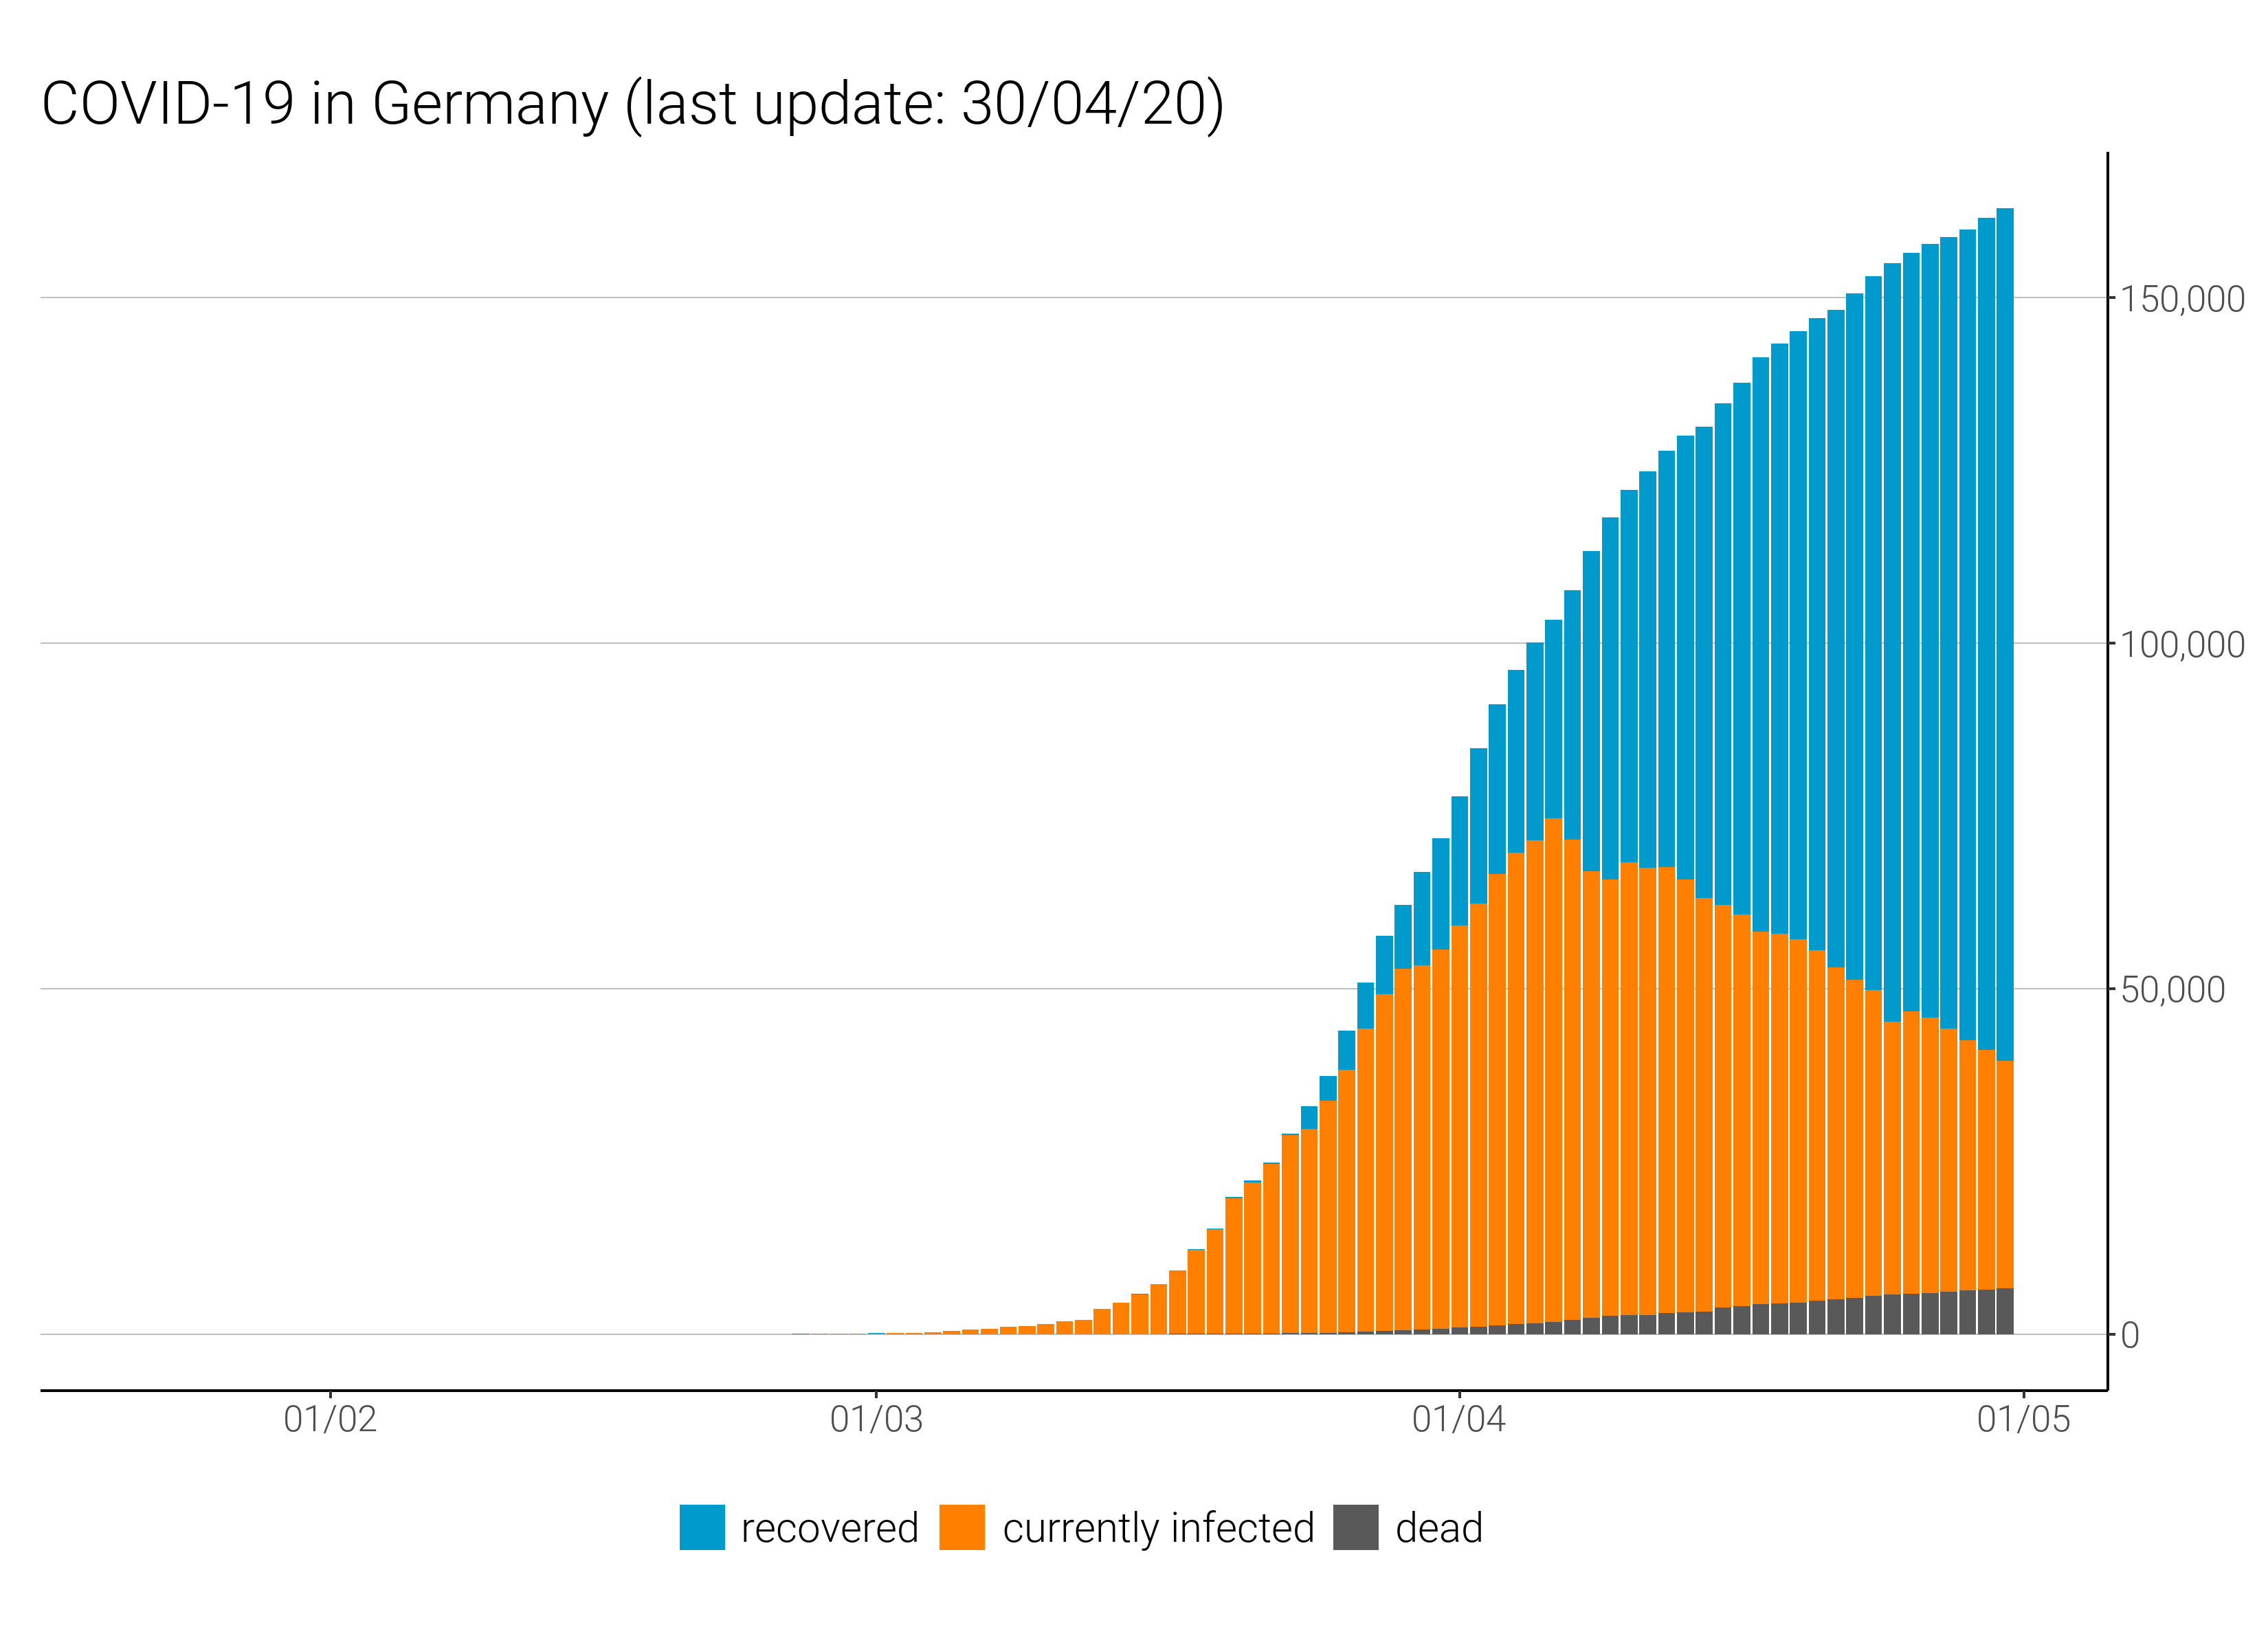 COVID-19 in Germany (last update: 30/04/20)
150,000
100,000
50,000
0
01/02 01/03 01/04 01/05
recovered currently infected dead